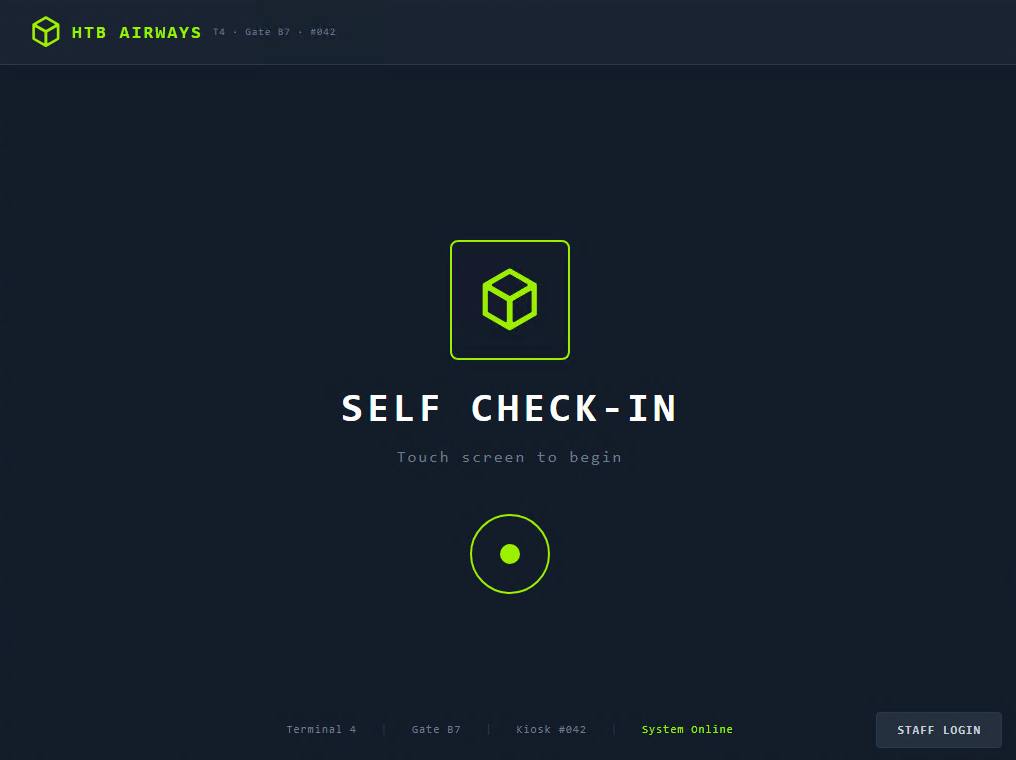 HTB AIRWAYS T4 · Gate B7 · #042
SELF CHECK-IN
Touch screen to begin
Terminal 4 | Gate B7 | Kiosk #042 | System Online
STAFF LOGIN